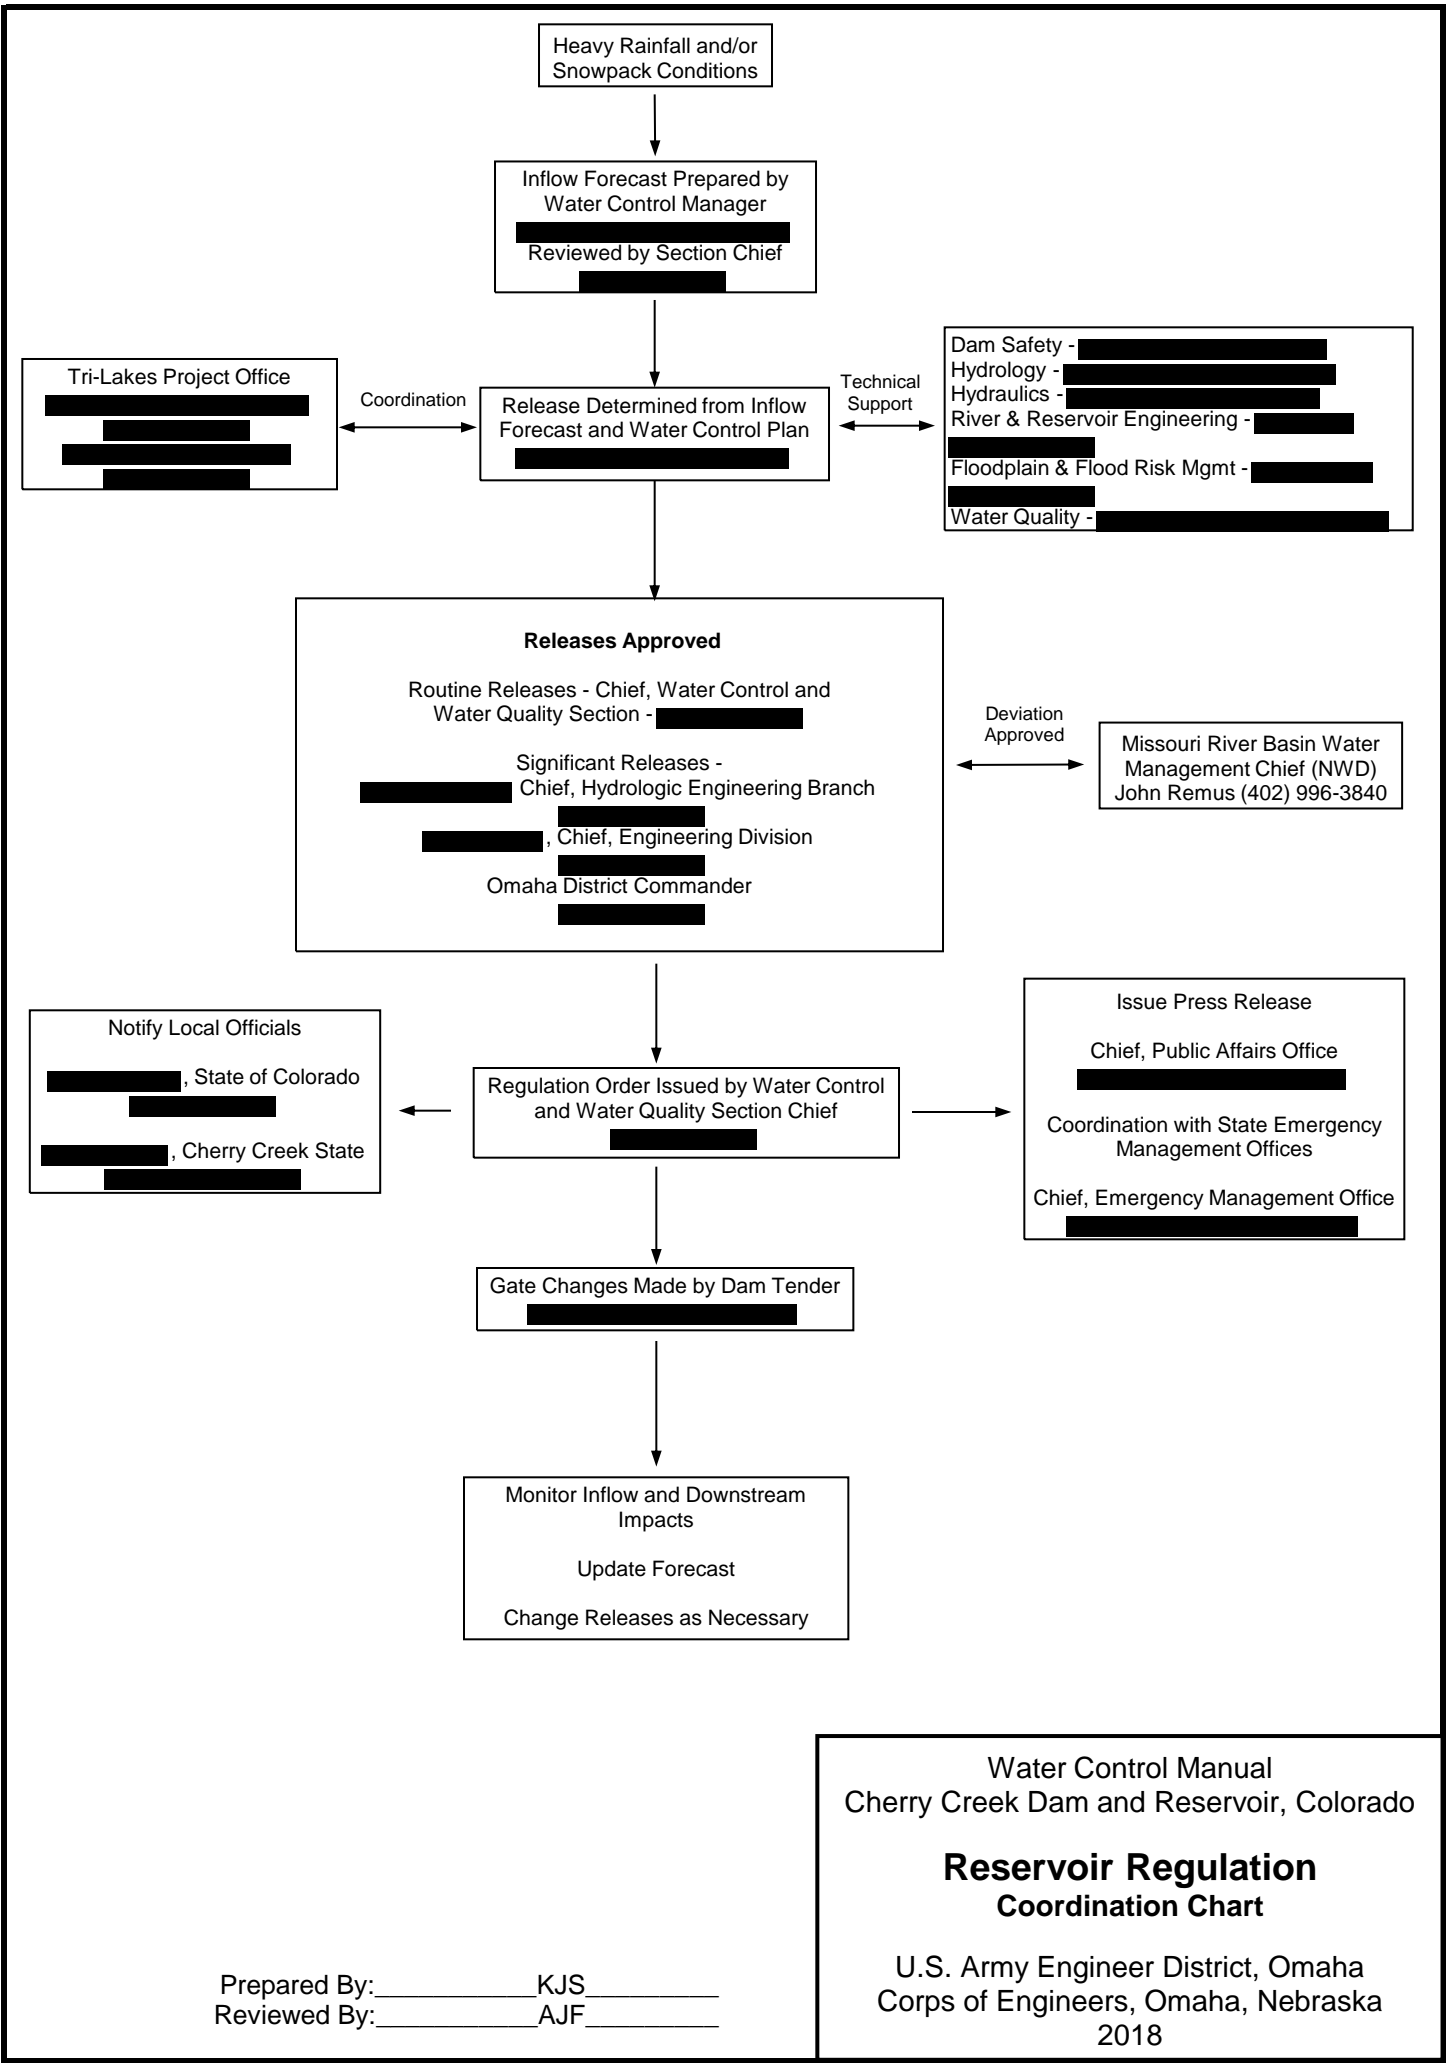 Heavy Rainfall and/or
Snowpack Conditions
Inflow Forecast Prepared by
Water Control Manager
Reviewed by Section Chief
Tri-Lakes Project Office
Coordination
Release Determined from Inflow
Forecast and Water Control Plan
Technical
Support
Dam Safety -
Hydrology -
Hydraulics -
River & Reservoir Engineering -
Floodplain & Flood Risk Mgmt -
Water Quality -
Releases Approved
Routine Releases - Chief, Water Control and
Water Quality Section -
Significant Releases -
Chief, Hydrologic Engineering Branch
, Chief, Engineering Division
Omaha District Commander
Deviation
Approved
Missouri River Basin Water
Management Chief (NWD)
John Remus (402) 996-3840
Notify Local Officials
, State of Colorado
, Cherry Creek State
Regulation Order Issued by Water Control
and Water Quality Section Chief
Issue Press Release
Chief, Public Affairs Office
Coordination with State Emergency
Management Offices
Chief, Emergency Management Office
Gate Changes Made by Dam Tender
Monitor Inflow and Downstream
Impacts
Update Forecast
Change Releases as Necessary
Water Control Manual
Cherry Creek Dam and Reservoir, Colorado
Reservoir Regulation
Coordination Chart
U.S. Army Engineer District, Omaha
Corps of Engineers, Omaha, Nebraska
2018
Prepared By:___________KJS_________
Reviewed By:___________AJF_________